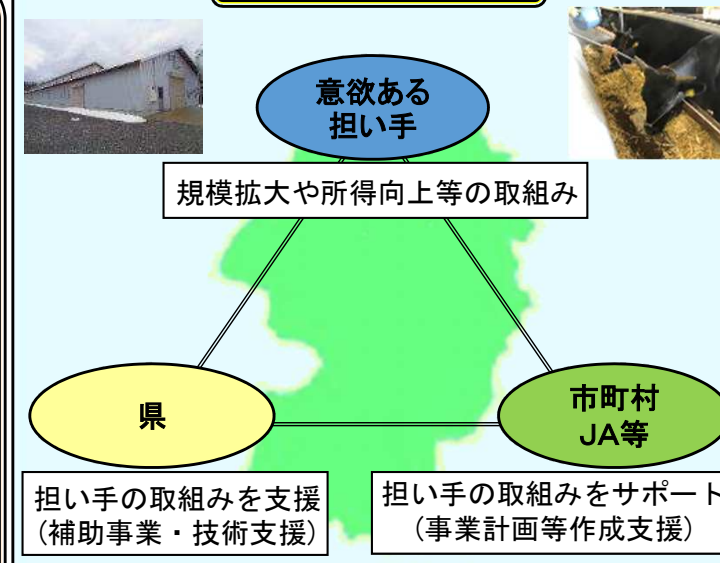 意欲ある
担い手
規模拡大や所得向上等の取組み
県
市町村
JA等
担い手の取組みを支援
(補助事業・技術支援)
担い手の取組みをサポート
(事業計画等作成支援)